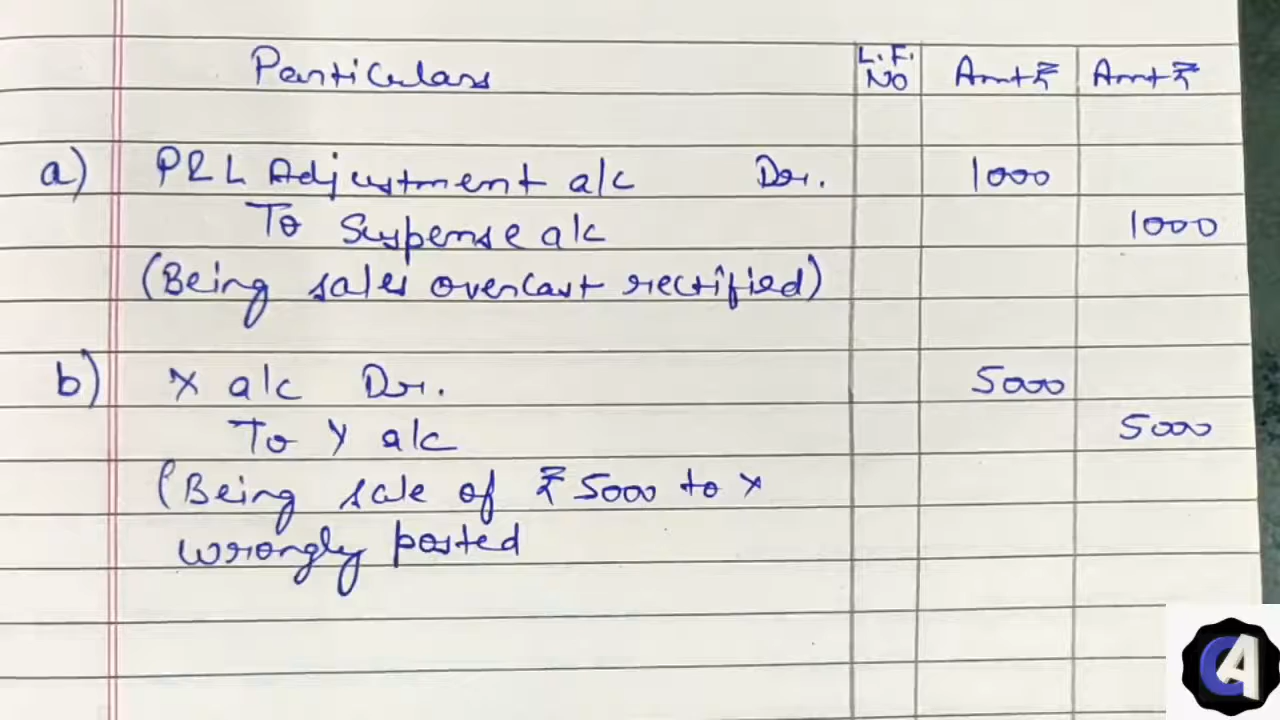 Particulars L.F. No Amt ₹ Amt ₹
a) P&L Adjustment a/c Dr. 1000
To Suspense a/c 1000
(Being sales overcast rectified)
b) X a/c Dr. 5000
To Y a/c 5000
(Being sale of ₹ 5000 to X
wrongly posted
CA